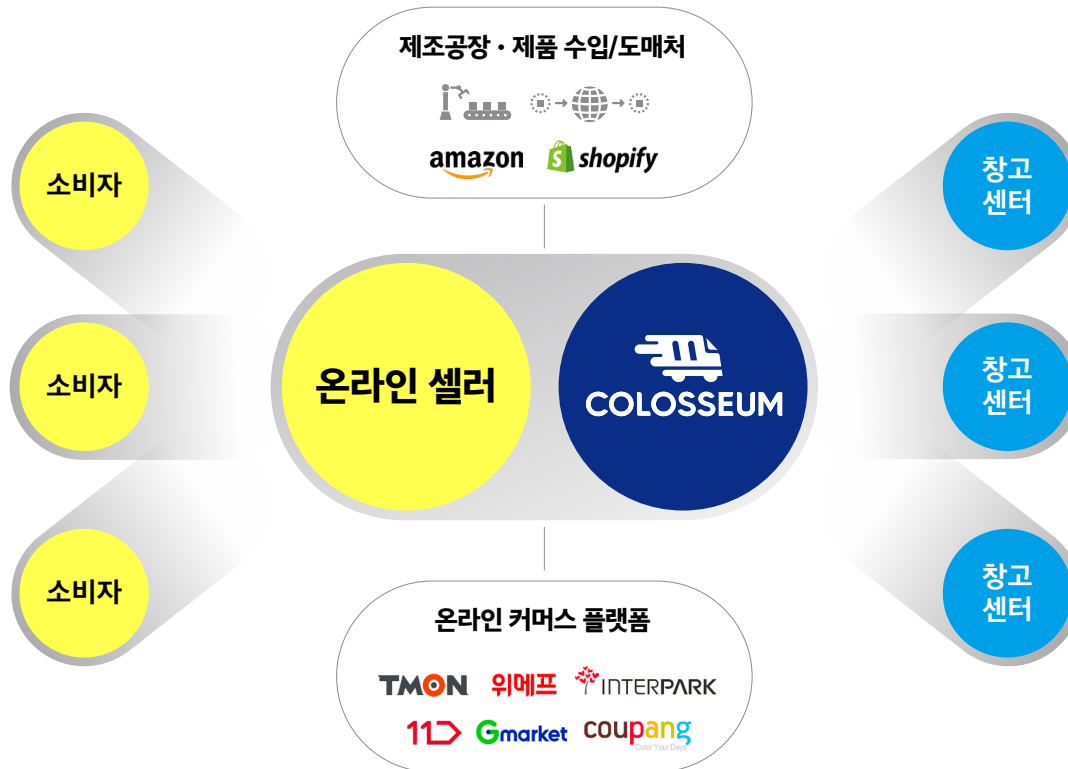 제조공장 · 제품 수입/도매처
amazon
shopify
소비자
소비자
소비자
온라인 셀러
COLOSSEUM
창고
센터
창고
센터
창고
센터
온라인 커머스 플랫폼
TMON
위메프
INTERPARK
11
Gmarket
coupang
Color Your Days